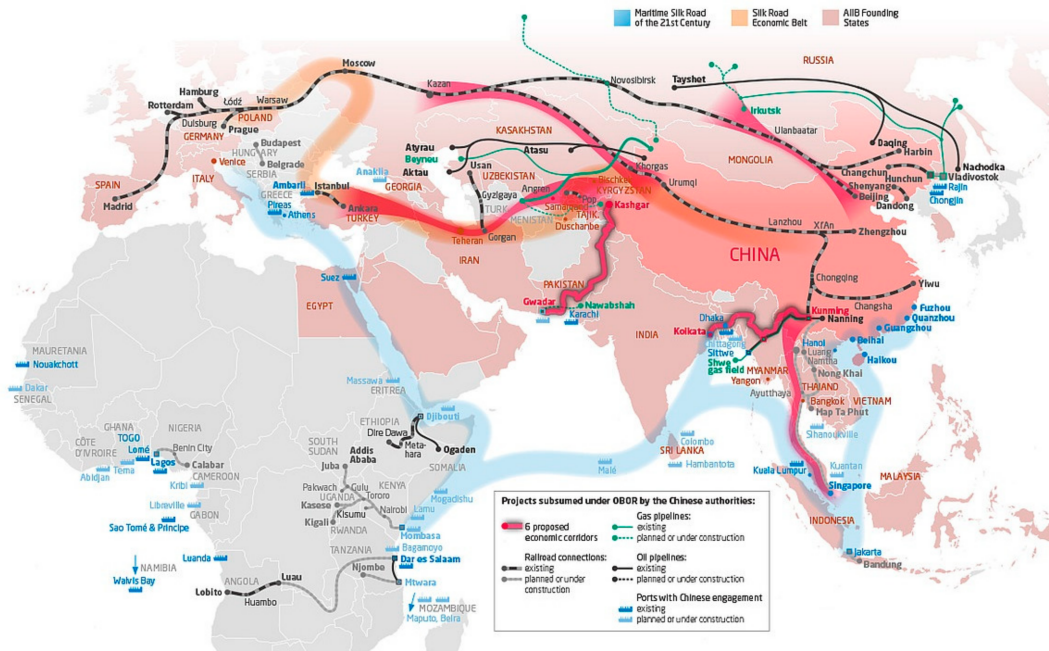 Maritime Silk Road
of the 21st Century
Silk Road
Economic Belt
AIIB Founding
States
Moscow
Kazan
Novosibirsk
Tayshet
RUSSIA
Hamburg
Rotterdam
Łódź
Warsaw
POLAND
Duisburg
GERMANY
Prague
Irkutsk
Ulanbaatar
Budapest
HUNGARY
Belgrade
SERBIA
KASAKHSTAN
Atyrau
Beyneu
Aktau
Atasu
Khorgas
MONGOLIA
Daqing
Harbin
Changchun
Hunchun
Nachodka
Vladivostok
Shenyang
Rajin
Beijing
Chongjin
Dandong
Venice
ITALY
SPAIN
Madrid
GREECE
Ambarli
Istanbul
Anaklia
GEORGIA
Pireas
Athens
Ankara
TURKEY
Usan
UZBEKISTAN
Gyzlgaya
Angren
Bischkek
KYRGYZSTAN
Urumqi
TURK
MENISTAN
Samarqand
Pop
TAJIK.
Kashgar
Duschanbe
Gorgan
Teheran
IRAN
Lanzhou
Xi'An
Zhengzhou
CHINA
Suez
EGYPT
PAKISTAN
Gwadar
Nawabshah
Karachi
INDIA
Chongqing
Yiwu
Changsha
Fuzhou
Quanzhou
Guangzhou
Kunming
Nanning
Dhaka
Kolkata
Chittagong
Sittwe
Shwe
gas field
MYANMAR
Yangon
Hanoi
Luang
Namtha
Beihai
Haikou
Nong Khai
THAILAND
Ayutthaya
Bangkok
VIETNAM
Map Ta Phut
Sihanoukville
MAURETANIA
Nouakchott
Dakar
SENEGAL
Massawa
ERITREA
Djibouti
ETHIOPIA
Dire Dawa
Meta-
hara
Addis
Ababa
Ogaden
SOMALIA
GHANA
NIGERIA
CÔTE
D'IVROIRE
TOGO
Lomé
Benin City
Lagos
Calabar
Tema
Abidjan
CAMEROON
Kribi
Libreville
GABON
Sao Tomé & Principe
SOUTH
SUDAN
Juba
Pakwach
Gulu
Tororo
KENYA
UGANDA
Kasese
Kisumu
Nairobi
Kigali
RWANDA
Mogadishu
Lamu
Mombasa
Bagamoyo
TANZANIA
Dar es Salaam
Njombe
Mtwara
Luanda
NAMIBIA
Walvis Bay
ANGOLA
Luau
Lobito
Huambo
MOZAMBIQUE
Maputo, Beira
Malé
Colombo
SRI LANKA
Hambantota
Kuantan
Kuala Lumpur
Singapore
MALAYSIA
INDONESIA
Jakarta
Bandung
Projects subsumed under OBOR by the Chinese authorities:
6 proposed
economic corridors
Railroad connections:
existing
planned or under
construction
Gas pipelines:
existing
planned or under construction
Oil pipelines:
existing
planned or under construction
Ports with Chinese engagement
existing
planned or under construction